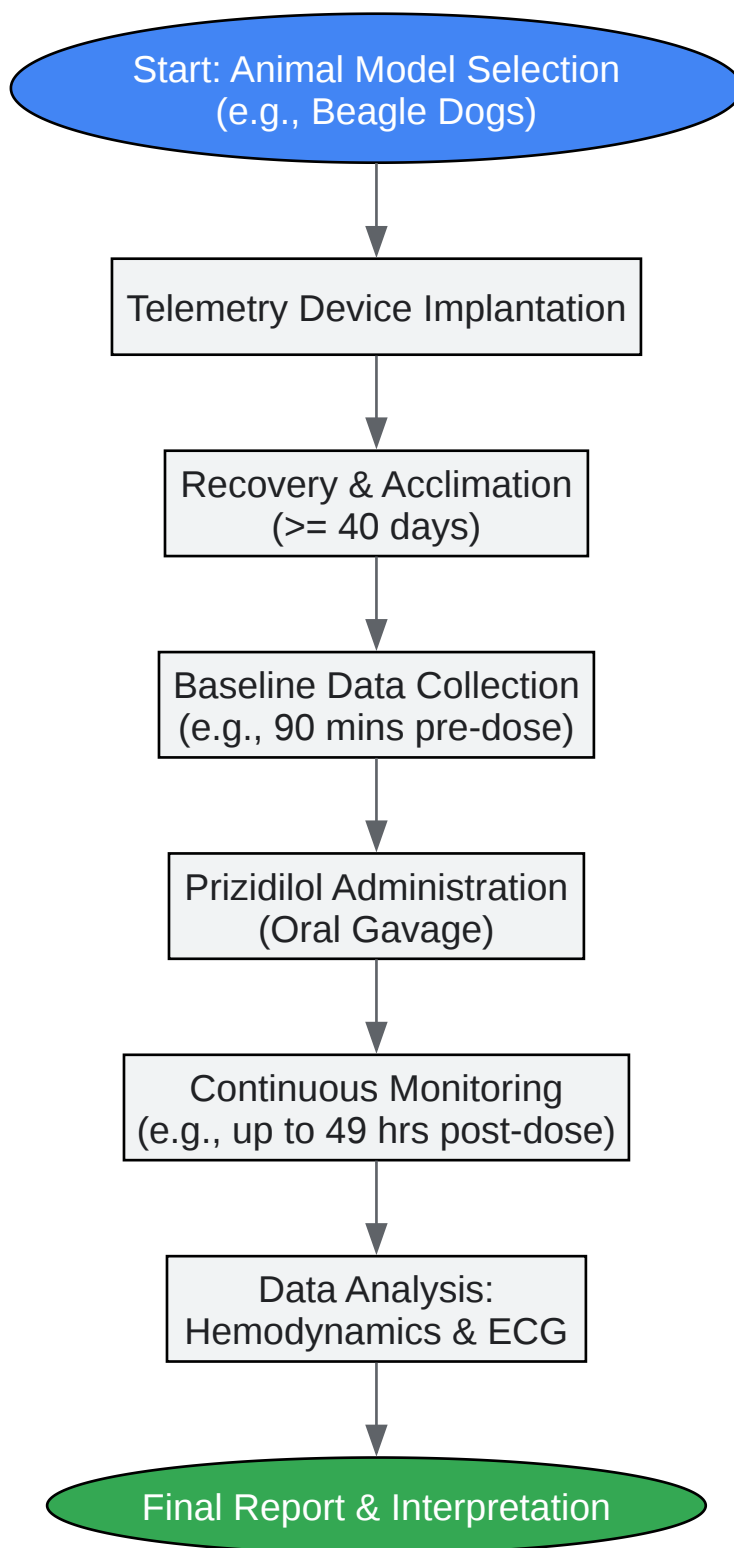 Start: Animal Model Selection
(e.g., Beagle Dogs)
Telemetry Device Implantation
Recovery & Acclimation
(>= 40 days)
Baseline Data Collection
(e.g., 90 mins pre-dose)
Prizidilol Administration
(Oral Gavage)
Continuous Monitoring
(e.g., up to 49 hrs post-dose)
Data Analysis:
Hemodynamics & ECG
Final Report & Interpretation